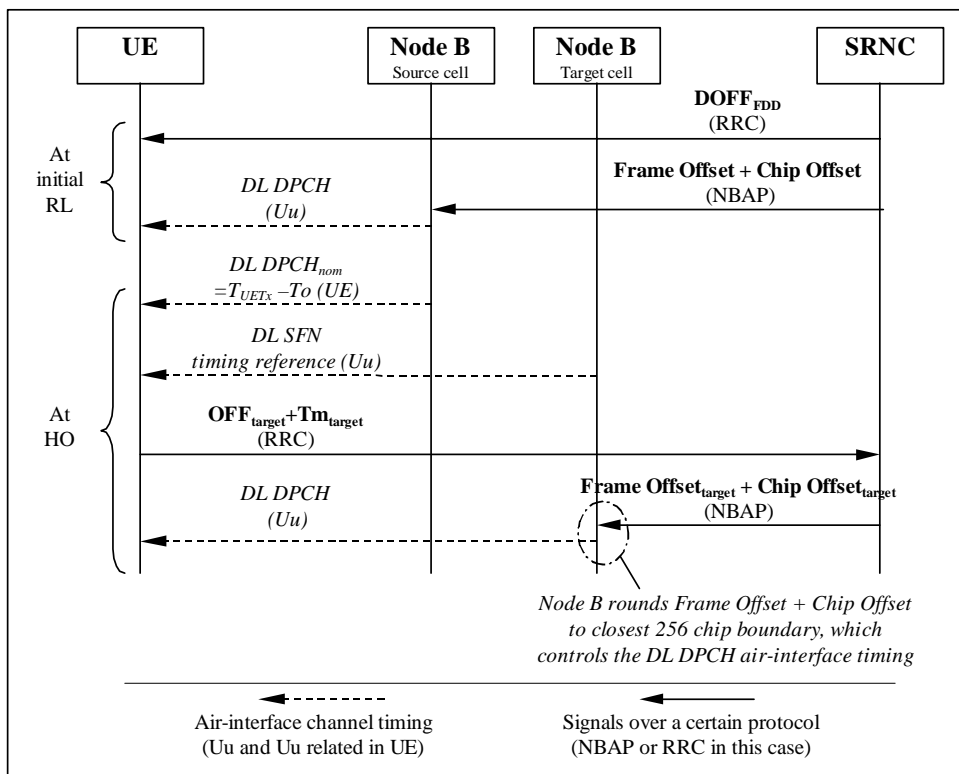 UE
Node B
Source cell
Node B
Target cell
SRNC
DOFF_FDD
(RRC)
At
initial
RL
Frame Offset + Chip Offset
(NBAP)
DL DPCH
(Uu)
DL DPCH_nom
=T_UETx –To (UE)
DL SFN
timing reference (Uu)
At
HO
OFF_target+Tm_target
(RRC)
Frame Offset_target + Chip Offset_target
(NBAP)
DL DPCH
(Uu)
Node B rounds Frame Offset + Chip Offset
to closest 256 chip boundary, which
controls the DL DPCH air-interface timing
Air-interface channel timing
(Uu and Uu related in UE)
Signals over a certain protocol
(NBAP or RRC in this case)